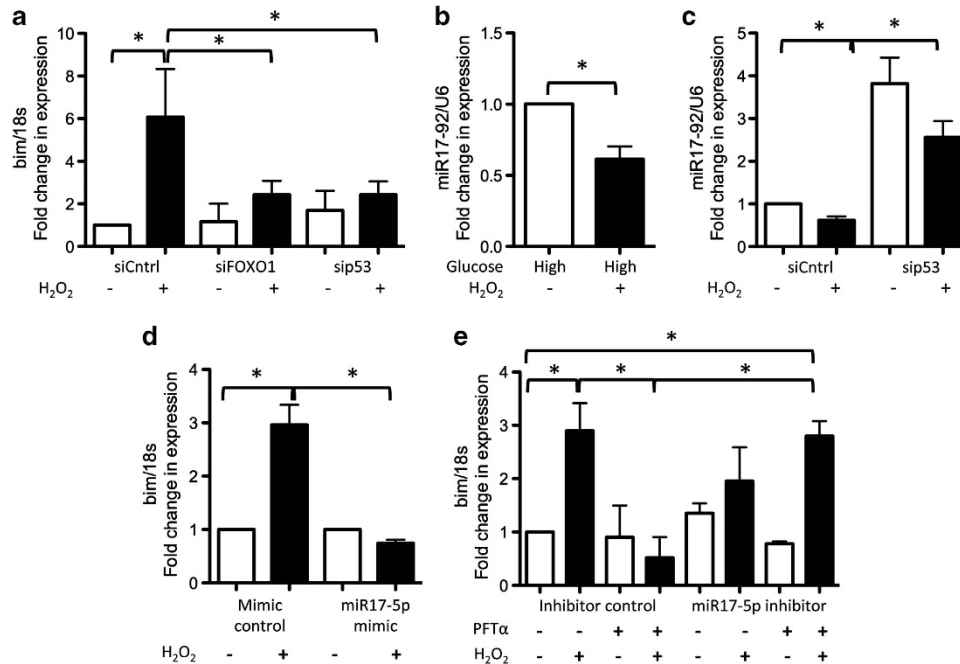 a
* * *
bim/18s
Fold change in expression
10
8
6
4
2
0
siCntrl siFOXO1 sip53
H₂O₂ - + - + - +
b
*
miR17-92/U6
Fold change in expression
1.5
1.0
0.5
0.0
Glucose High High
H₂O₂ - +
c
* *
miR17-92/U6
Fold change in expression
5
4
3
2
1
0
siCntrl sip53
H₂O₂ - + - +
d
* *
bim/18s
Fold change in expression
4
3
2
1
0
Mimic control miR17-5p mimic
H₂O₂ - + - +
e
*
* * *
bim/18s
Fold change in expression
4
3
2
1
0
Inhibitor control miR17-5p inhibitor
PFTα - - + + - - + +
H₂O₂ - + - + - + - +